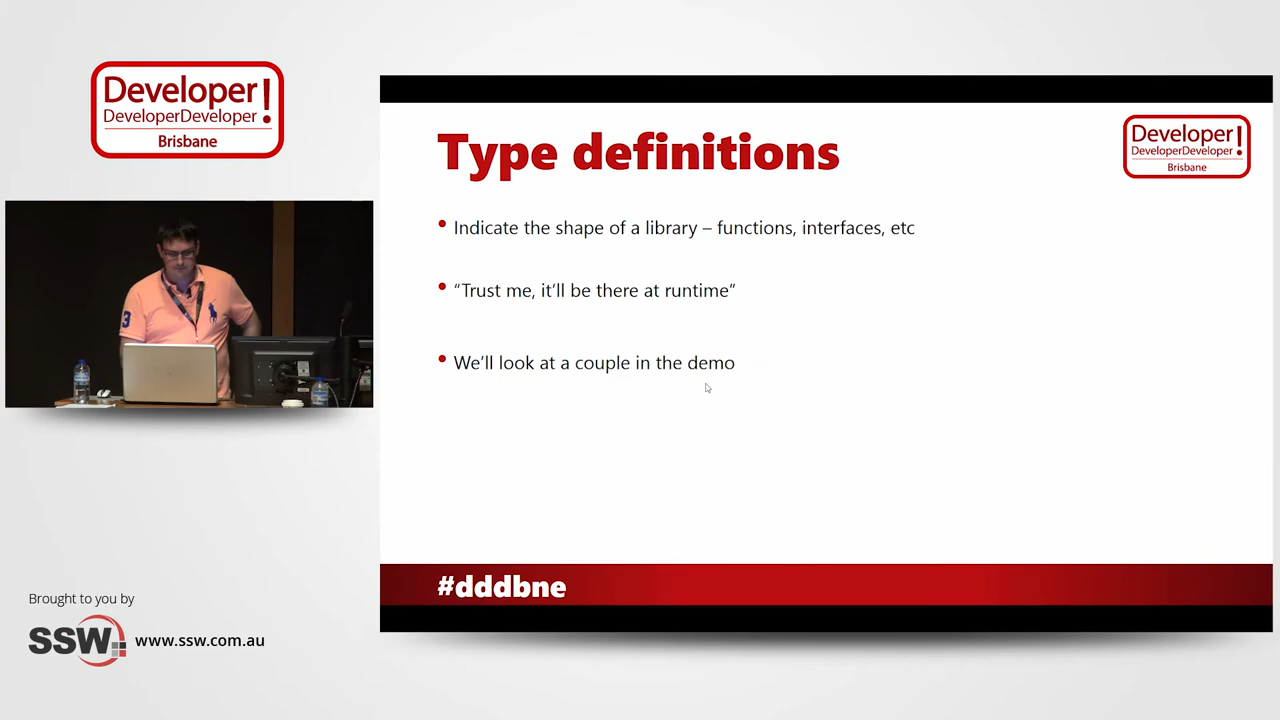 Developer!
DeveloperDeveloper
Brisbane
Type definitions
Developer!
DeveloperDeveloper
Brisbane
• Indicate the shape of a library – functions, interfaces, etc
• “Trust me, it’ll be there at runtime”
• We’ll look at a couple in the demo
3
#dddbne
Brought to you by
SSW
www.ssw.com.au